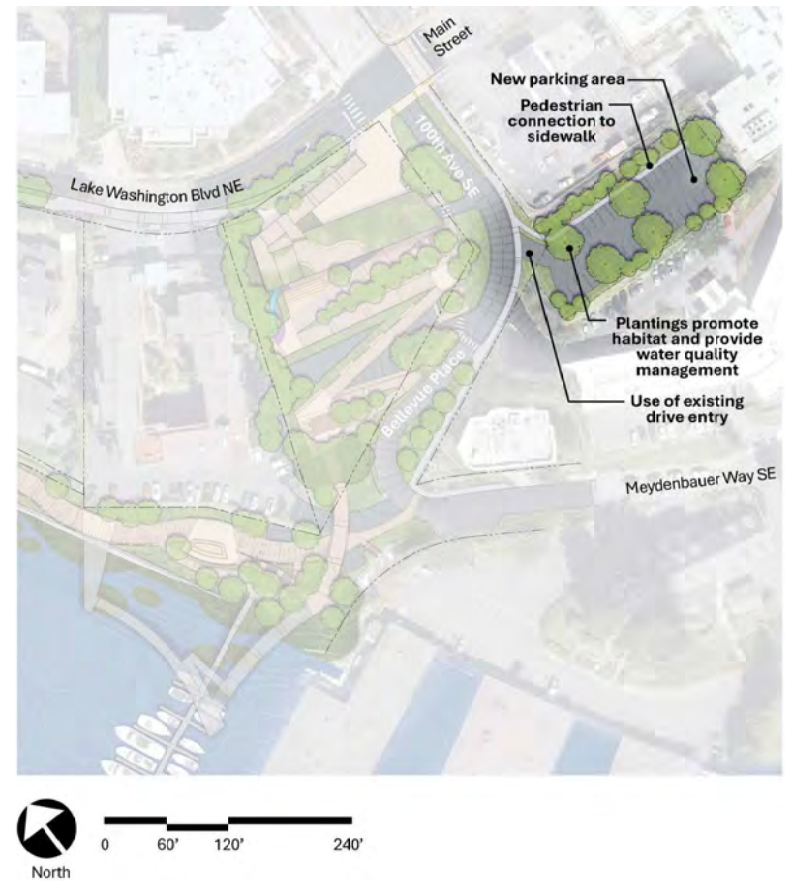 Main
Street
New parking area
Pedestrian
connection to
sidewalk
100th Ave SE
Lake Washington Blvd NE
Plantings promote
habitat and provide
water quality
management
Use of existing
drive entry
Bellevue Place
Meydenbauer Way SE
0 60' 120' 240'
North